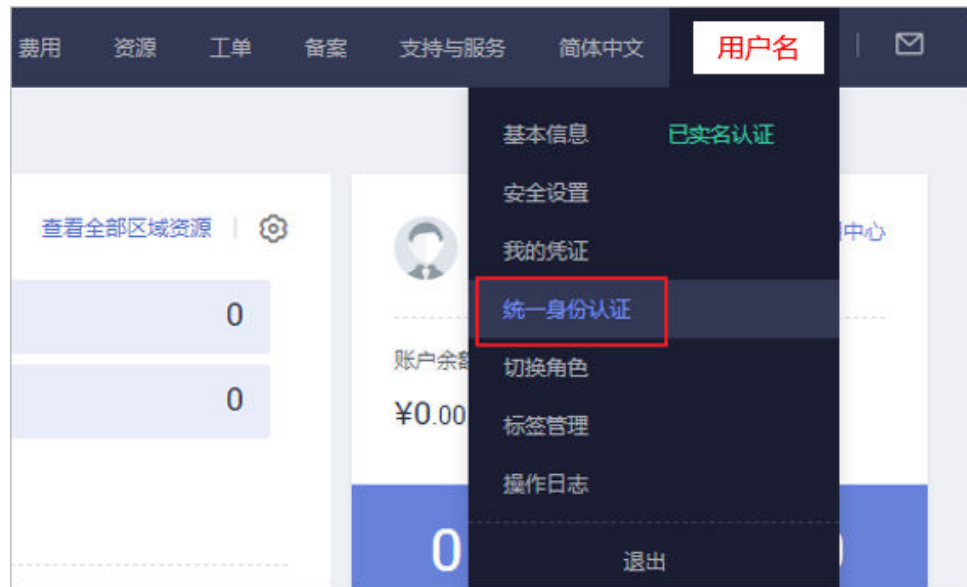 费用 资源 工单 备案 支持与服务 简体中文 用户名
基本信息 已实名认证
安全设置
查看全部区域资源
中心
我的凭证
0
统一身份认证
账户余额
切换角色
0
¥0.00
标签管理
操作日志
0
退出